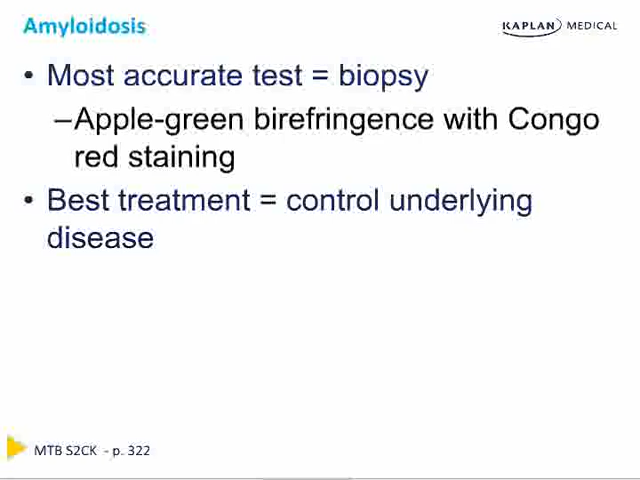 Amyloidosis
KAPLAN MEDICAL
• Most accurate test = biopsy
–Apple-green birefringence with Congo
red staining
• Best treatment = control underlying
disease
MTB S2CK - p. 322